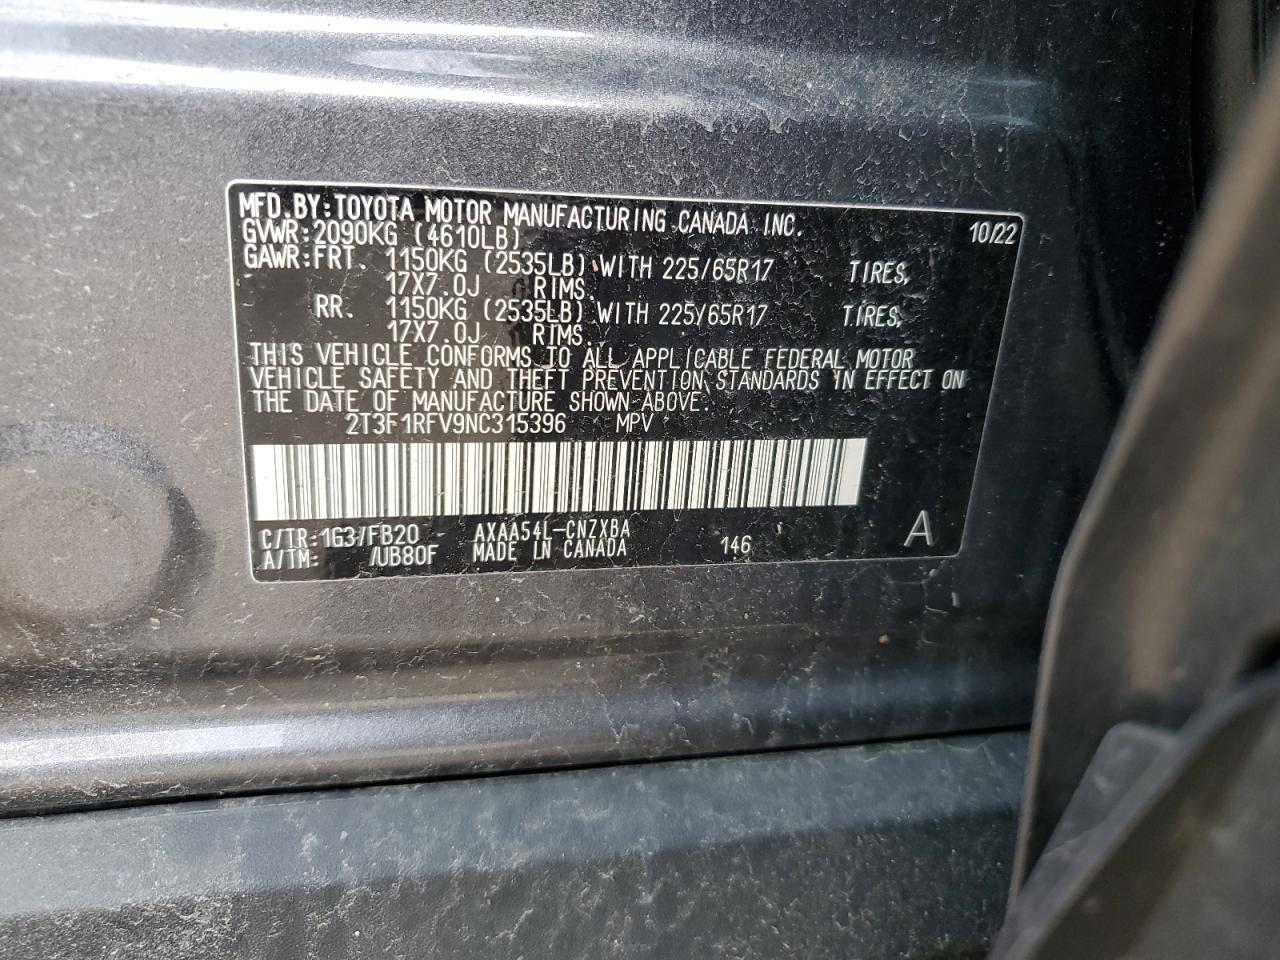 MFD.BY:TOYOTA MOTOR MANUFACTURING CANADA INC. 10/22
GVWR:2090KG (4610LB)
GAWR:FRT. 1150KG (2535LB) WITH 225/65R17 TIRES,
17X7.0J RIMS.
RR. 1150KG (2535LB) WITH 225/65R17 TIRES,
17X7.0J RIMS.
THIS VEHICLE CONFORMS TO ALL APPLICABLE FEDERAL MOTOR
VEHICLE SAFETY AND THEFT PREVENTION STANDARDS IN EFFECT ON
THE DATE OF MANUFACTURE SHOWN ABOVE.
2T3F1RFV9NC315396 MPV
C/TR:1G3/FB20 AXAA54L-CNZXBA
A/TM: /UB80F MADE IN CANADA 146 A